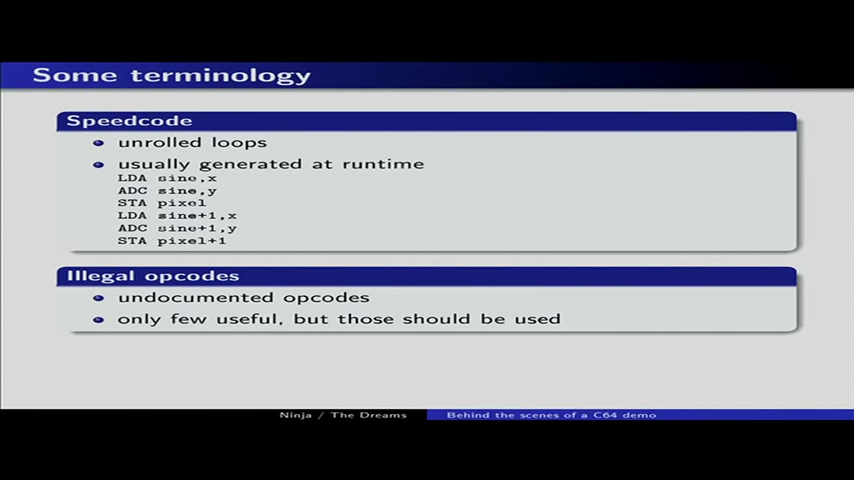 Some terminology
Speedcode
unrolled loops
usually generated at runtime
LDA sine,x
ADC sine,y
STA pixel
LDA sine+1,x
ADC sine+1,y
STA pixel+1
Illegal opcodes
undocumented opcodes
only few useful, but those should be used
Ninja / The Dreams
Behind the scenes of a C64 demo